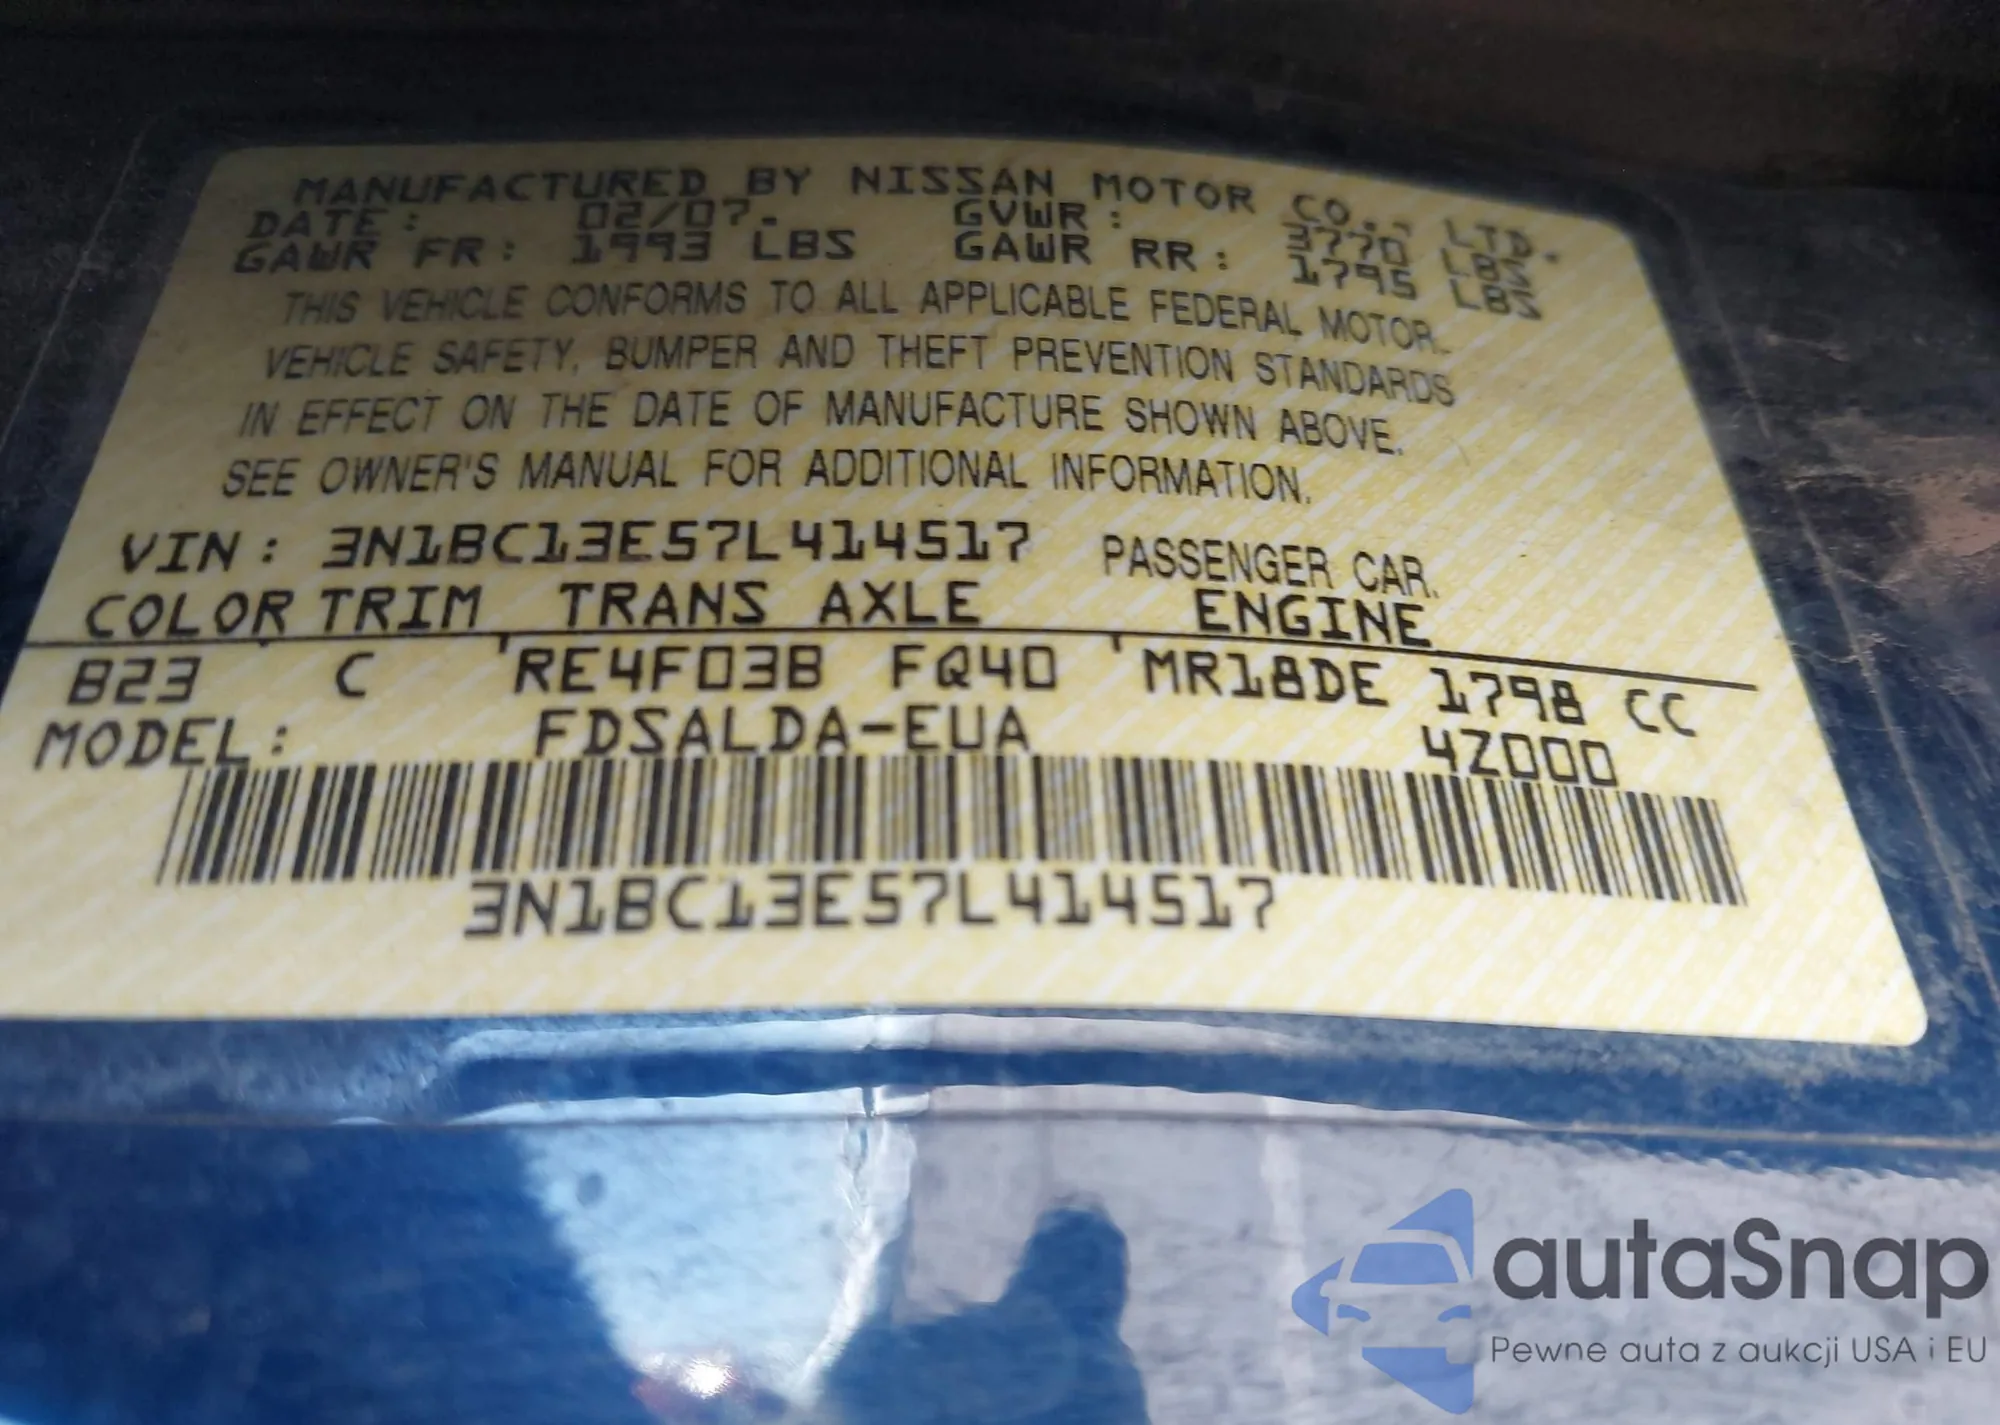 MANUFACTURED BY NISSAN MOTOR CO., LTD.
DATE: 02/07. GVWR: 3770 LBS
GAWR FR: 1993 LBS GAWR RR: 1795 LBS
THIS VEHICLE CONFORMS TO ALL APPLICABLE FEDERAL MOTOR
VEHICLE SAFETY, BUMPER AND THEFT PREVENTION STANDARDS
IN EFFECT ON THE DATE OF MANUFACTURE SHOWN ABOVE.
SEE OWNER'S MANUAL FOR ADDITIONAL INFORMATION.
VIN: 3N1BC13E57L414517 PASSENGER CAR.
COLOR TRIM TRANS AXLE ENGINE
B23 C RE4F03B FQ40 MR18DE 1798 CC
MODEL: FDSALDA-EUA 4Z000
3N1BC13E57L414517
autaSnap
Pewne auta z aukcji USA i EU